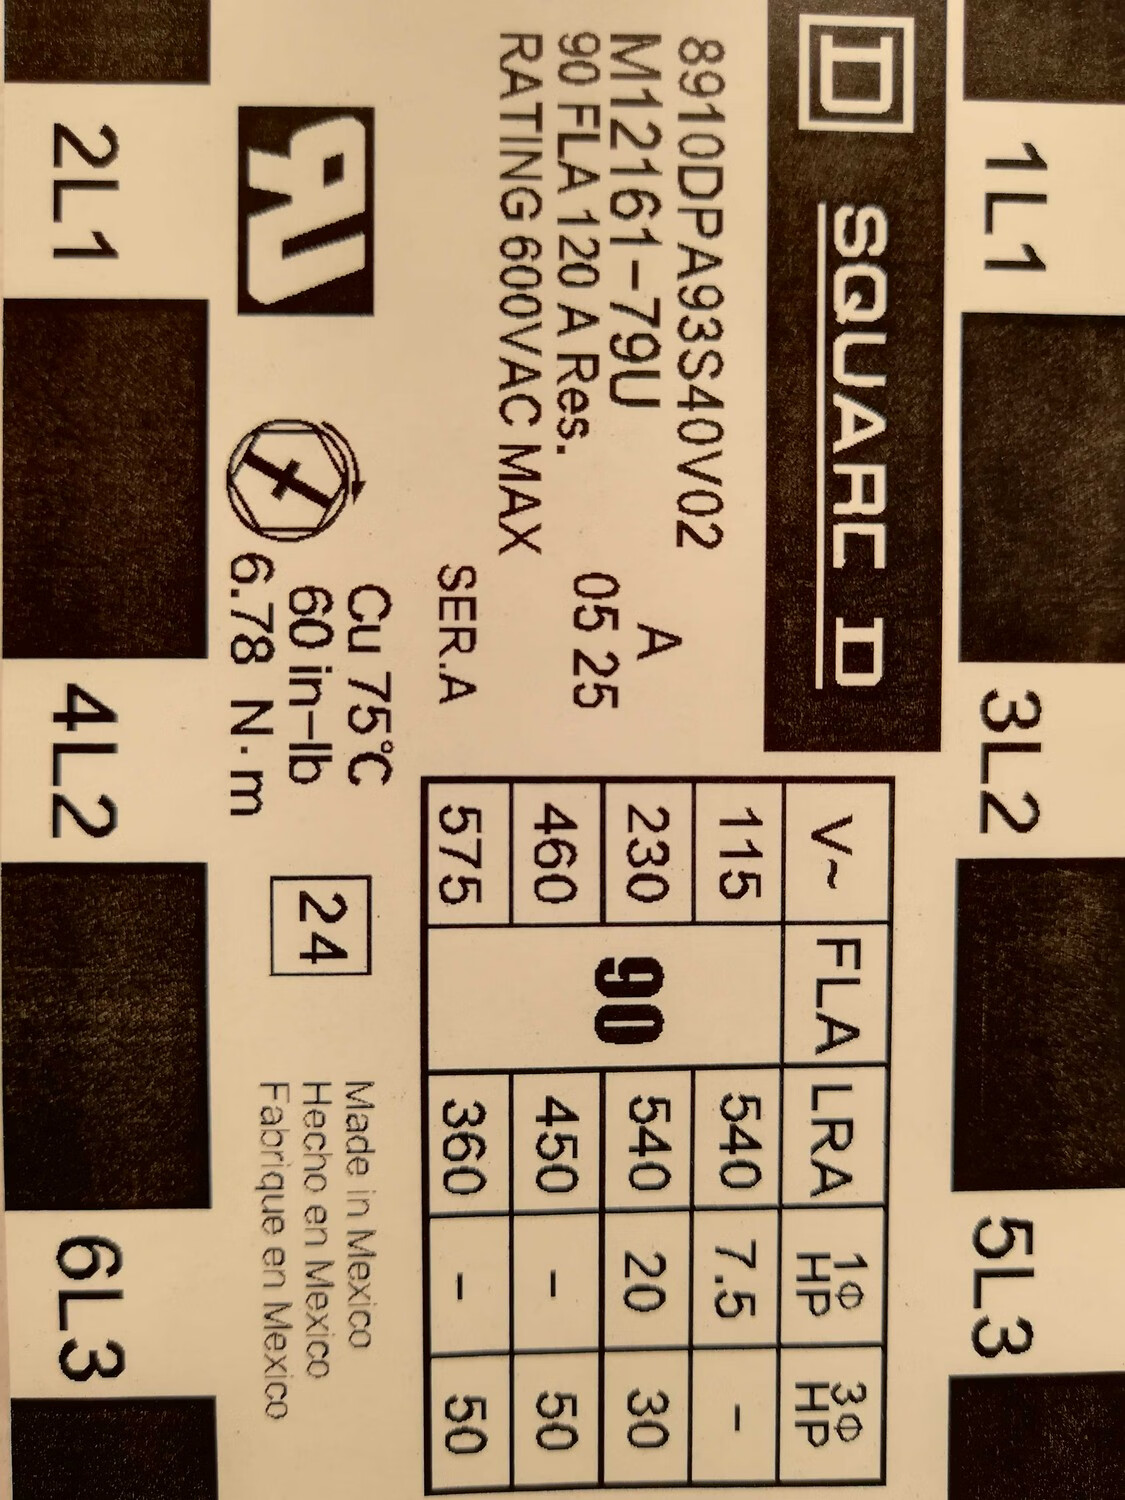 1L1
3L2
5L3
D SQUARE D
8910DPA93S40V02
M12161-79U A
90 FLA 120 A Res. 05 25
RATING 600VAC MAX
SER.A
V~ FLA LRA 1Φ HP 3Φ HP
115 540 7.5 -
230 90 540 20 30
460 450 - 50
575 360 - 50
Cu 75°C
60 in-lb
6.78 N·m
24
Made in Mexico
Hecho en Mexico
Fabrique en Mexico
2L1
4L2
6L3